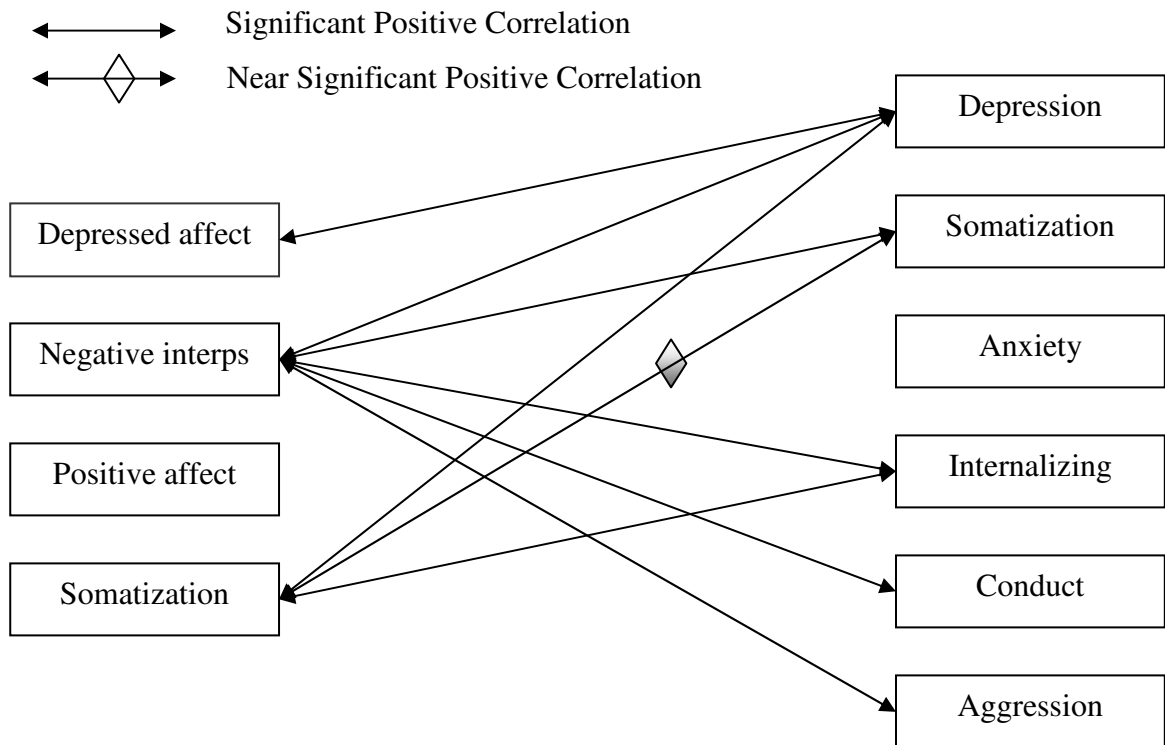 Significant Positive Correlation
Near Significant Positive Correlation
Depressed affect
Negative interps
Positive affect
Somatization
Depression
Somatization
Anxiety
Internalizing
Conduct
Aggression